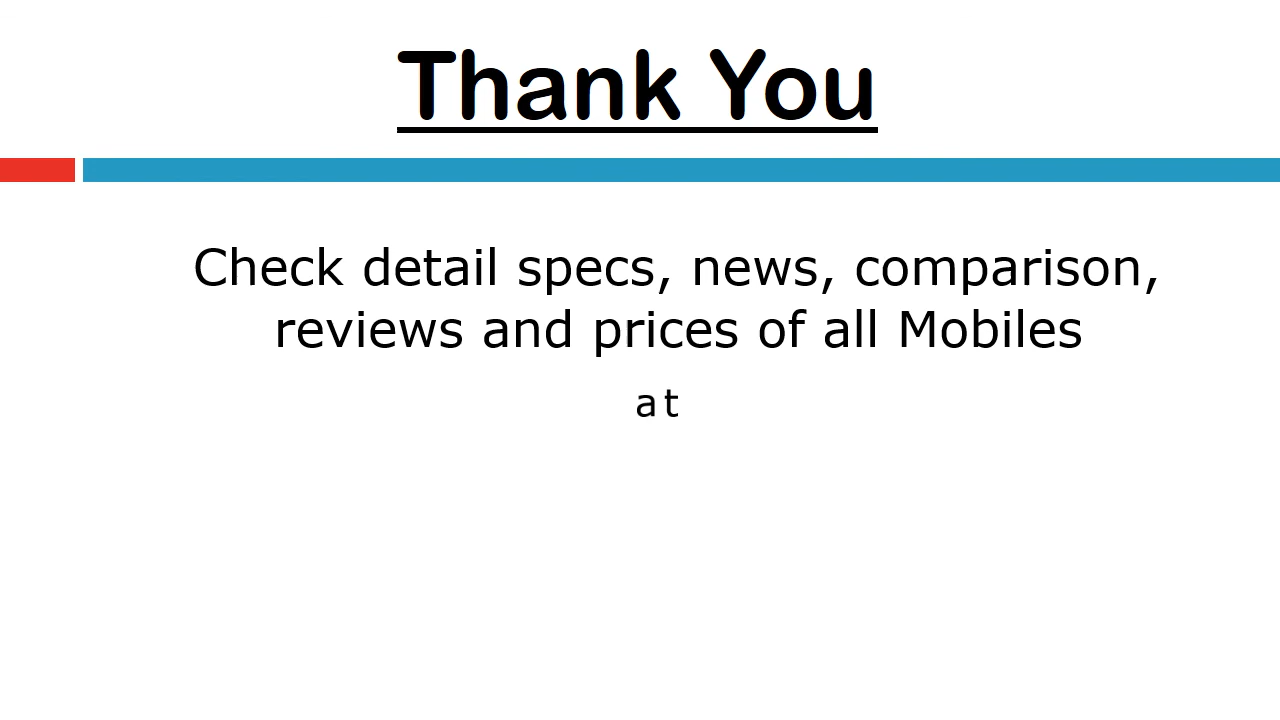 Thank You
Check detail specs, news, comparison,
reviews and prices of all Mobiles
at